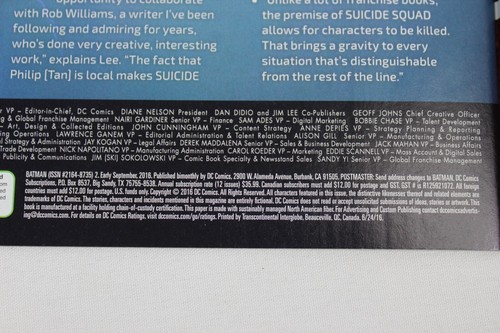 opportunity to collaborate
with Rob Williams, a writer I've been
following and admiring for years,
who's done very creative, interesting
work," explains Lee. "The fact that
Philip [Tan] is local makes SUICIDE
"Unlike a lot of franchise books,
the premise of SUICIDE SQUAD
allows for characters to be killed.
That brings a gravity to every
situation that's distinguishable
from the rest of the line."
VP – Editor-in-Chief, DC Comics DIANE NELSON President DAN DIDIO and JIM LEE Co-Publishers GEOFF JOHNS Chief Creative Officer
& Global Franchise Management NAIRI GARDINER Senior VP – Finance SAM ADES VP – Digital Marketing BOBBIE CHASE VP – Talent Development
– Art, Design & Collected Editions JOHN CUNNINGHAM VP – Content Strategy ANNE DEPIES VP – Strategy Planning & Reporting
Operations LAWRENCE GANEM VP – Editorial Administration & Talent Relations ALISON GILL Senior VP – Manufacturing & Operations
Administration JAY KOGAN VP – Legal Affairs DEREK MADDALENA Senior VP – Sales & Business Development JACK MAHAN VP – Business Affairs
Trade Development NICK NAPOLITANO VP – Manufacturing Administration CAROL ROEDER VP – Marketing EDDIE SCANNELL VP – Mass Account & Digital Sales
Publicity & Communications JIM (SKI) SOKOLOWSKI VP – Comic Book Specialty & Newsstand Sales SANDY YI Senior VP – Global Franchise Management
BATMAN (ISSN #2164-8735) 2. Early September, 2016. Published bimonthly by DC Comics, 2900 W. Alameda Avenue, Burbank, CA 91505. POSTMASTER: Send address changes to BATMAN, DC Comics
Subscriptions, P.O. Box 8537, Big Sandy, TX 75755-8538. Annual subscription rate (12 issues) $35.99. Canadian subscribers must add $12.00 for postage and GST. GST # is R125921072. All foreign
countries must add $12.00 for postage. U.S. funds only. Copyright © 2016 DC Comics. All Rights Reserved. All characters featured in this issue, the distinctive likenesses thereof and related elements are
trademarks of DC Comics. The stories, characters and incidents mentioned in this magazine are entirely fictional. DC Comics does not read or accept unsolicited submissions of ideas, stories or artwork. This
book is manufactured at a facility holding chain-of-custody certification. This paper is made with sustainably managed North American fiber. For Advertising and Custom Publishing contact dccomicsadvertis-
ing@dccomics.com. For details on DC Comics Ratings, visit dccomics.com/go/ratings. Printed by Transcontinental Interglobe, Beauceville, QC, Canada. 6/24/16.